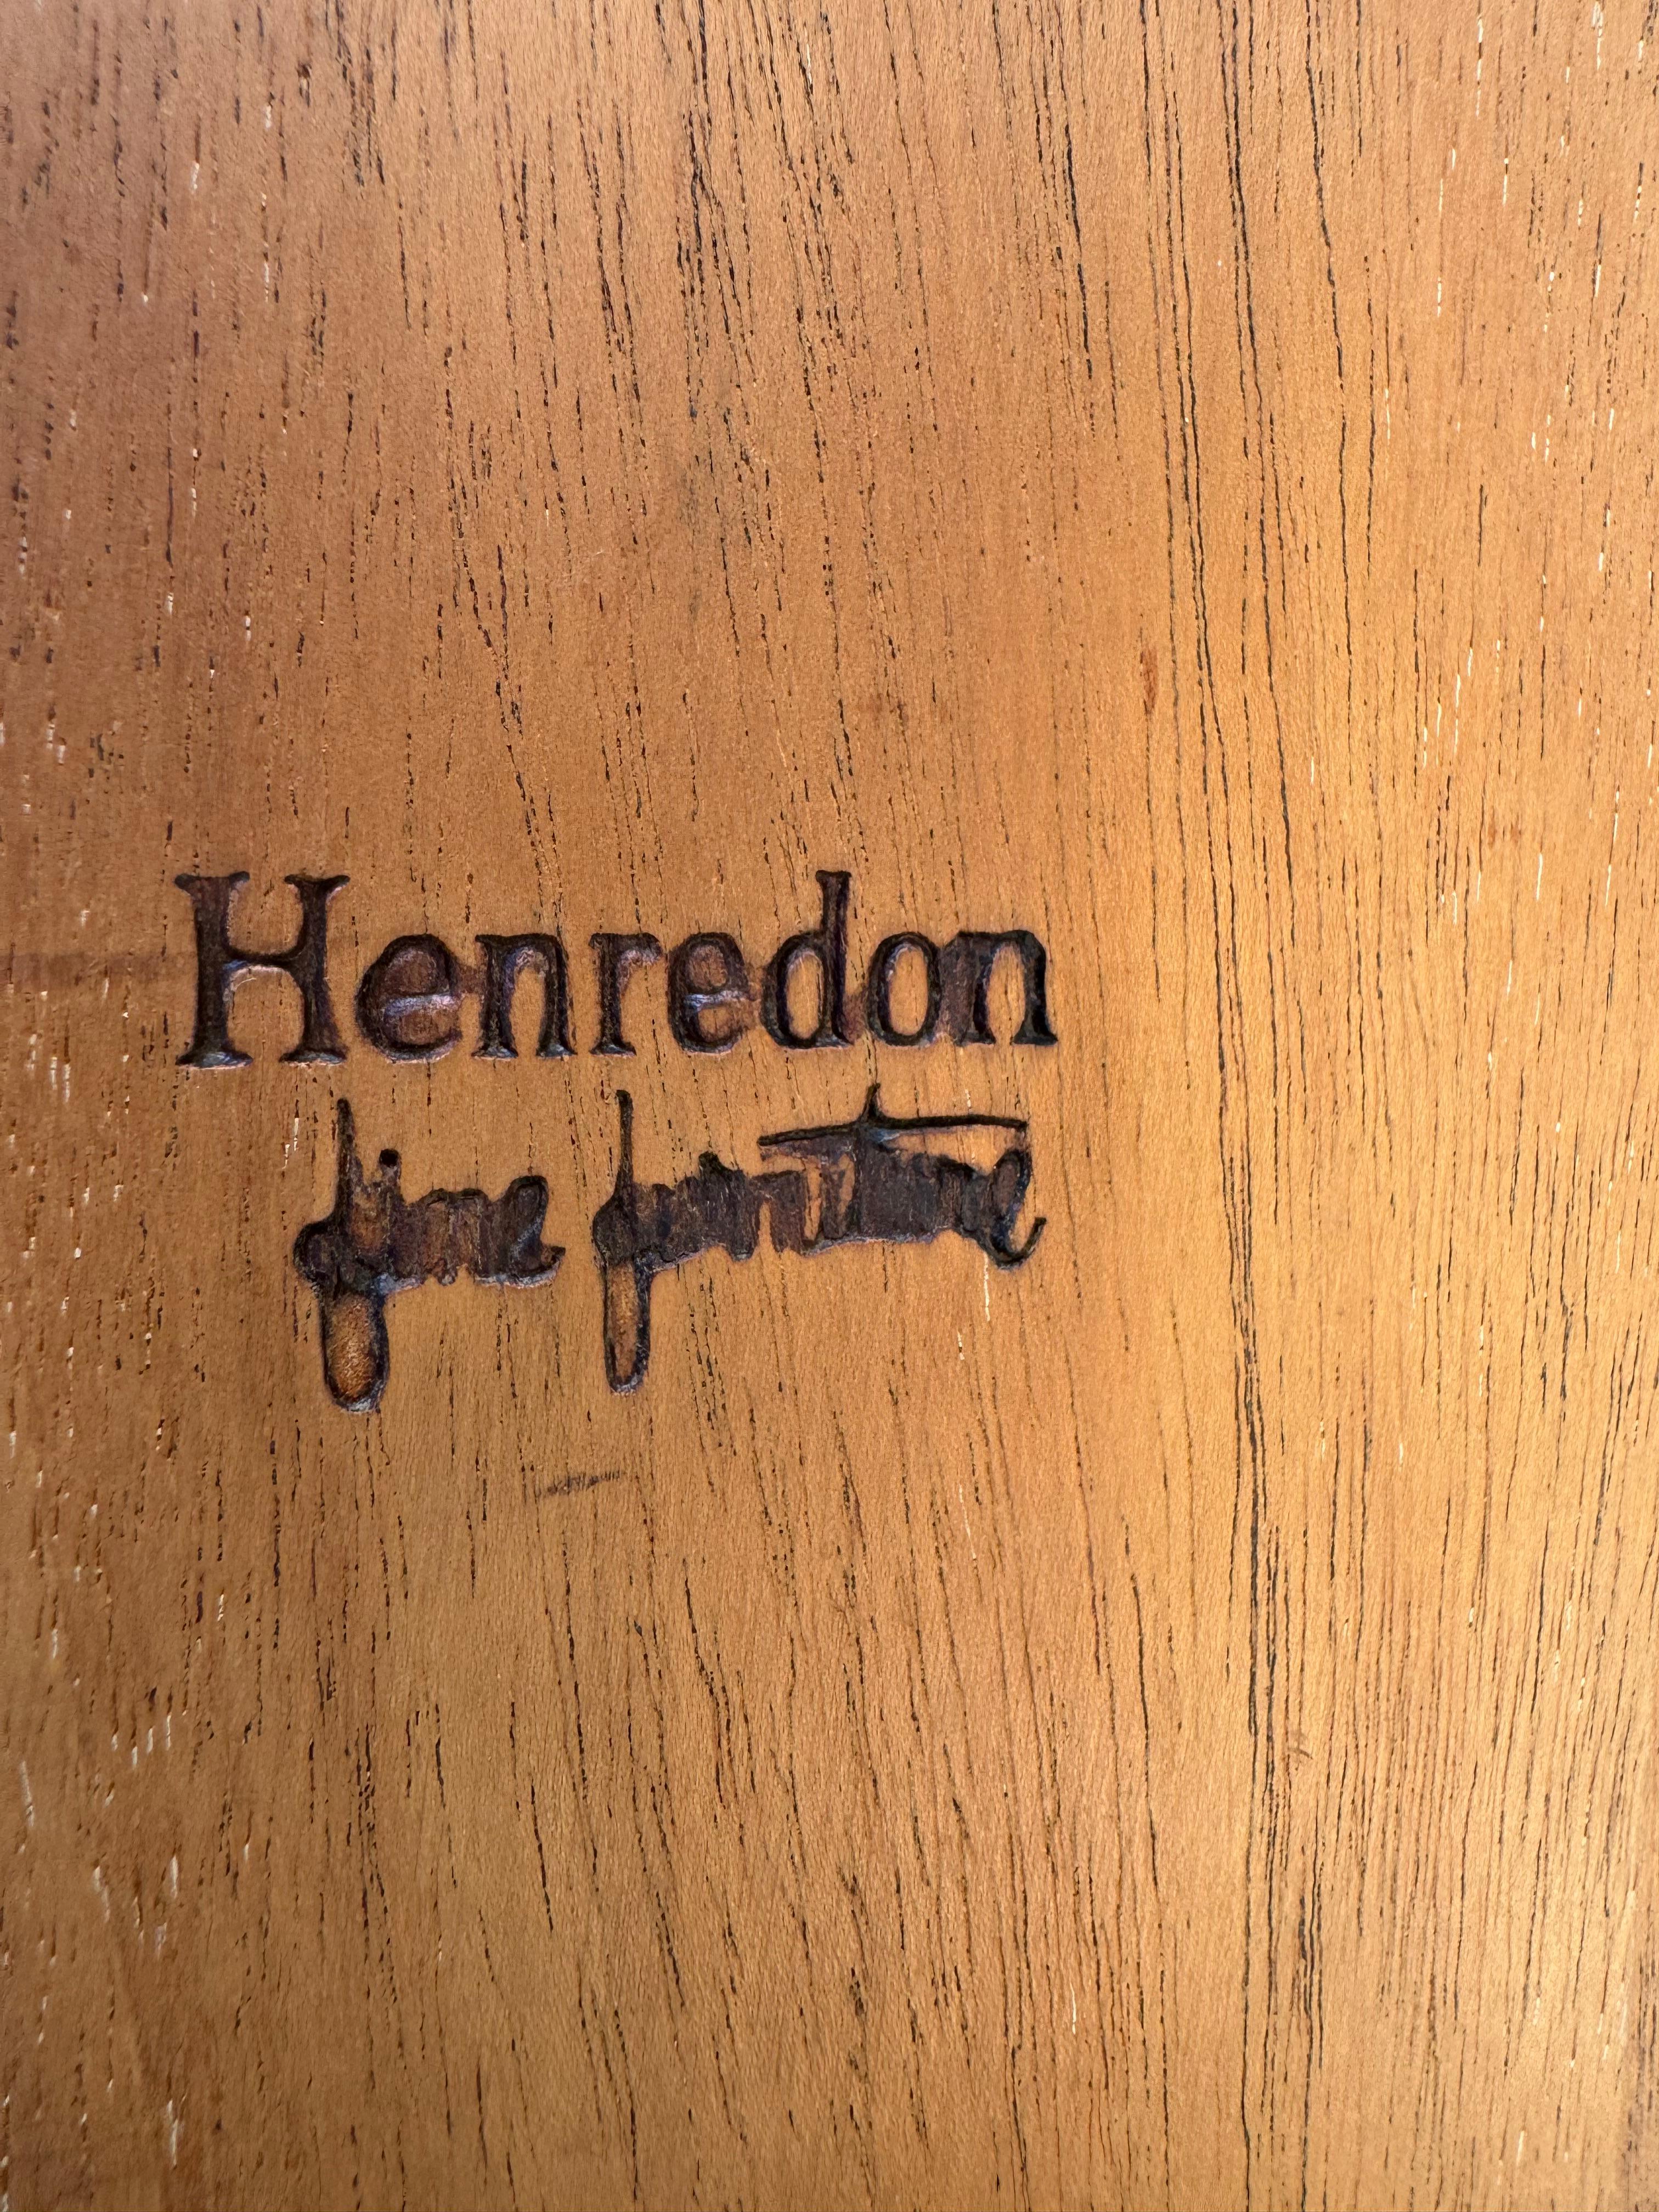 Henredon
fine furniture